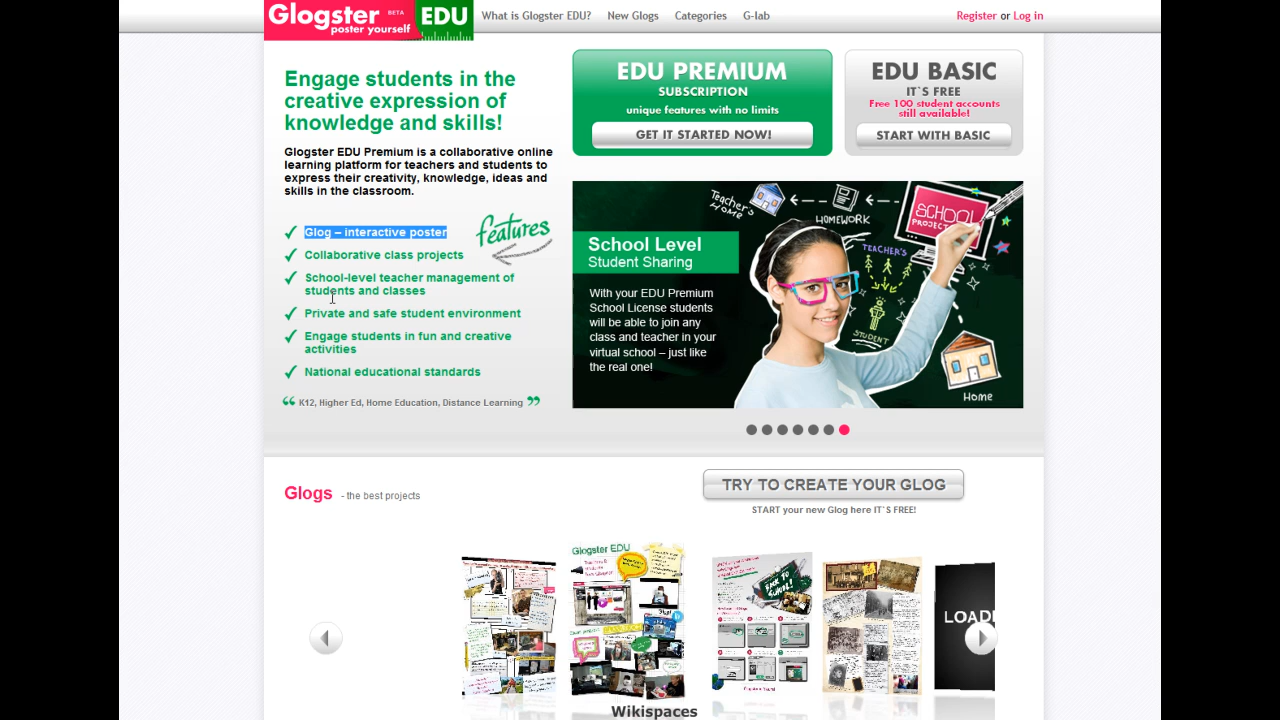 Glogster BETA EDU
poster yourself
What is Glogster EDU? New Glogs Categories G-lab
Register or Log in
Engage students in the
creative expression of
knowledge and skills!
Glogster EDU Premium is a collaborative online
learning platform for teachers and students to
express their creativity, knowledge, ideas and
skills in the classroom.
features
Glog – interactive poster
Collaborative class projects
School-level teacher management of
students and classes
Private and safe student environment
Engage students in fun and creative
activities
National educational standards
“ K12, Higher Ed, Home Education, Distance Learning ”
EDU PREMIUM
SUBSCRIPTION
unique features with no limits
GET IT STARTED NOW!
EDU BASIC
IT`S FREE
Free 100 student accounts
still available!
START WITH BASIC
Teacher's
Home
HOMEWORK
SCHOOL
PROJECT
TEACHER'S
STUDENT
Home
School Level
Student Sharing
With your EDU Premium
School License students
will be able to join any
class and teacher in your
virtual school – just like
the real one!
Glogs - the best projects
TRY TO CREATE YOUR GLOG
START your new Glog here IT`S FREE!
Glogster EDU
BACK TO
SCHOOL!
LOADI
Wikispaces